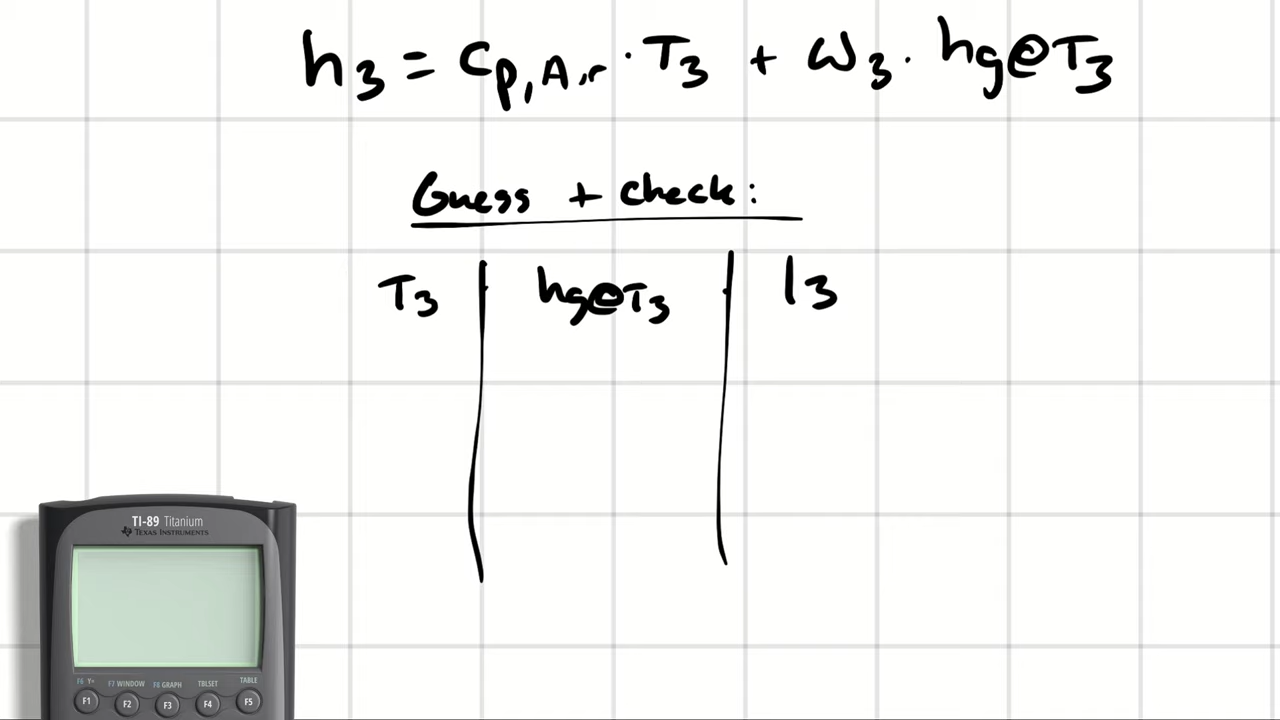 h3 = Cp,Air · T3 + ω3 · hg@T3
Guess + check:
T3 hg@T3 l3
TI-89 Titanium
TEXAS INSTRUMENTS
F6 Y= F7 WINDOW F8 GRAPH TBLSET TABLE
F1 F2 F3 F4 F5